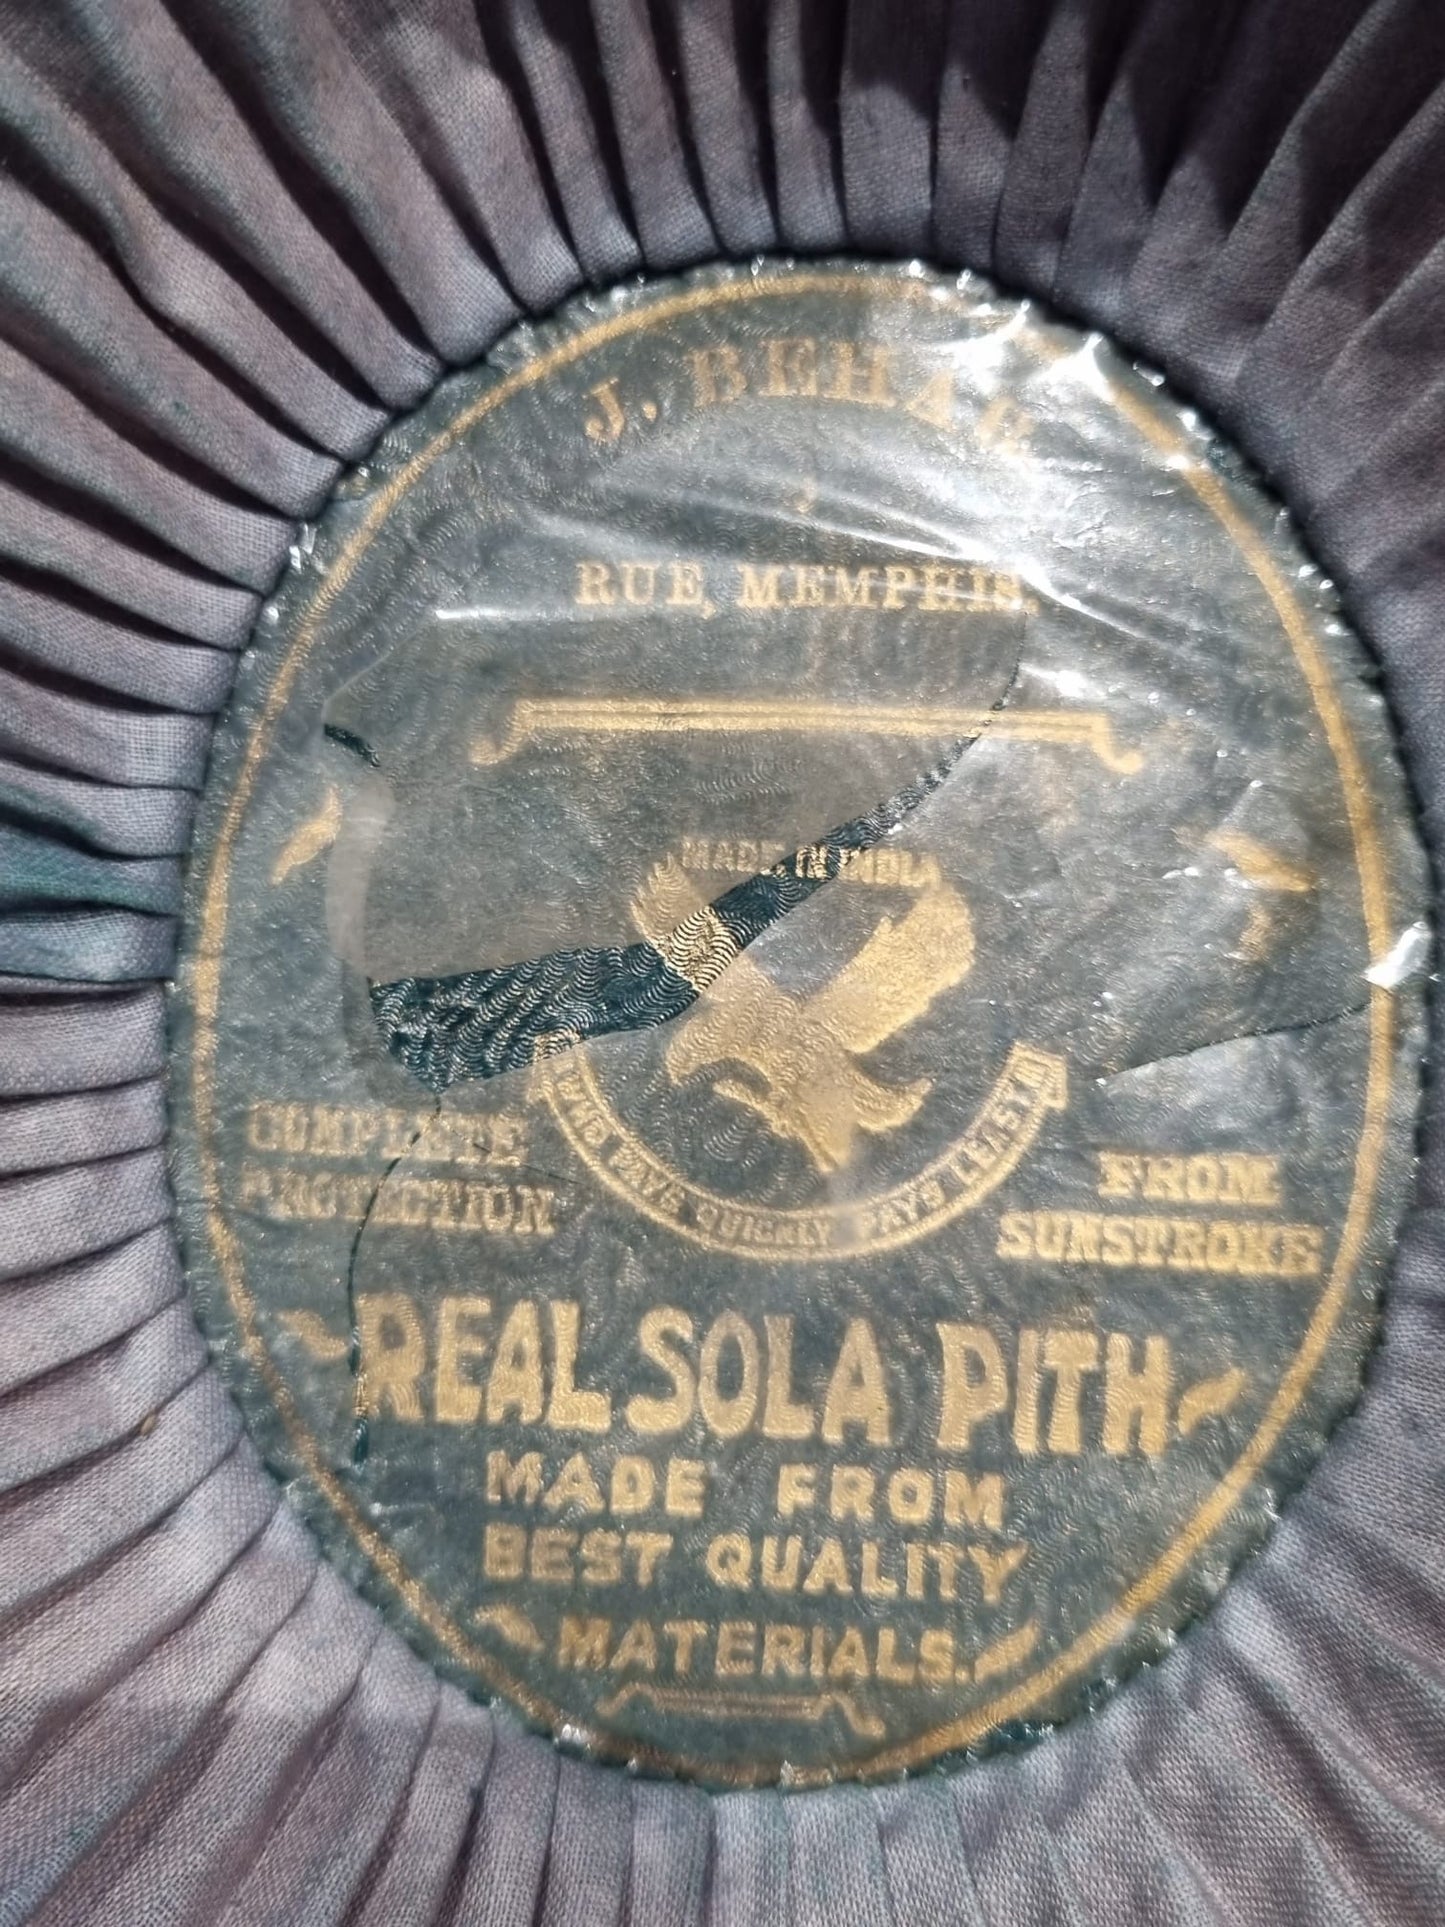 J. BEHAR
3
RUE, MEMPHIS.
MADE IN INDIA
WHO PAYS QUICKLY PAYS LEAST
COMPLETE
PROTECTION
FROM
SUNSTROKE
REAL SOLA PITH
MADE FROM
BEST QUALITY
MATERIALS.